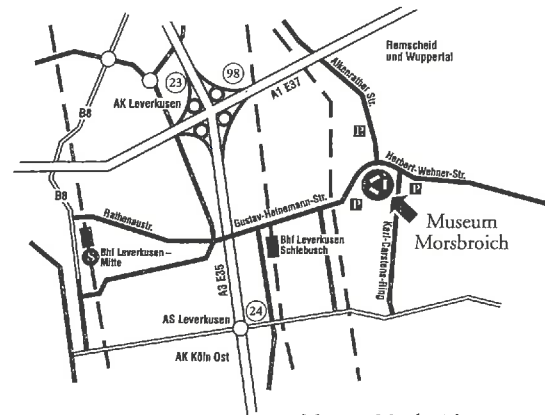 Remscheid
und Wuppertal
98
23
A1 E37
Alkenrather Str.
AK Leverkusen
B8
Herbert-Wehner-Str.
B8
Rathenaustr.
Gustav-Heinemann-Str.
Museum
Morsbroich
Bhf Leverkusen–
Mitte
S
Bhf Leverkusen
Schlebusch
Karl-Carstens-Ring
A3 E35
24
AS Leverkusen
AK Köln Ost
P
P
P